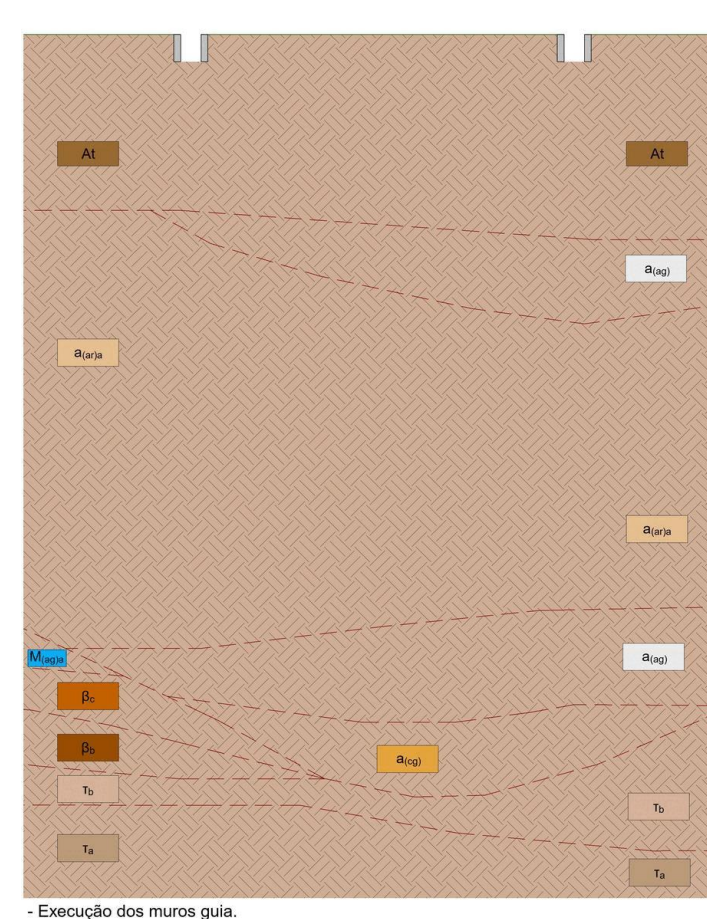 At At
a(ag)
a(ar)a
a(ar)a
M(ag)a a(ag)
βc
βb a(cg)
τb τb
τa τa
- Execução dos muros guia.